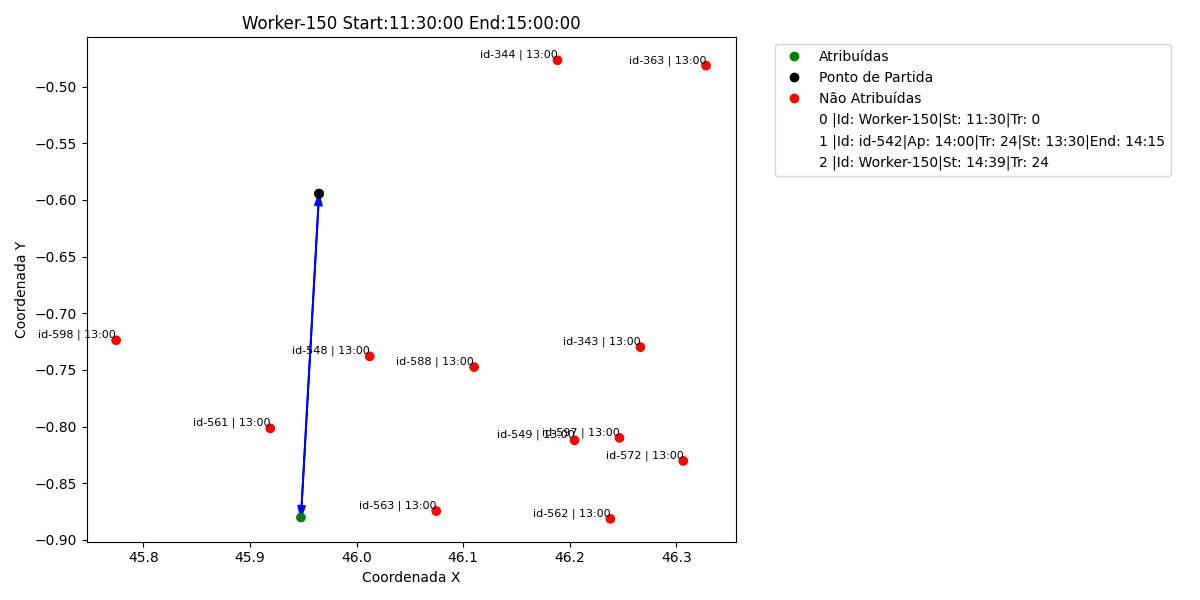 Worker-150 Start:11:30:00 End:15:00:00
id-344 | 13:00
id-363 | 13:00
id-598 | 13:00
id-548 | 13:00
id-588 | 13:00
id-343 | 13:00
id-561 | 13:00
id-549 | 13:00
id-597 | 13:00
id-572 | 13:00
id-563 | 13:00
id-562 | 13:00
Coordenada Y
−0.50
−0.55
−0.60
−0.65
−0.70
−0.75
−0.80
−0.85
−0.90
45.8
45.9
46.0
46.1
46.2
46.3
Coordenada X
Atribuídas
Ponto de Partida
Não Atribuídas
0 |Id: Worker-150|St: 11:30|Tr: 0
1 |Id: id-542|Ap: 14:00|Tr: 24|St: 13:30|End: 14:15
2 |Id: Worker-150|St: 14:39|Tr: 24